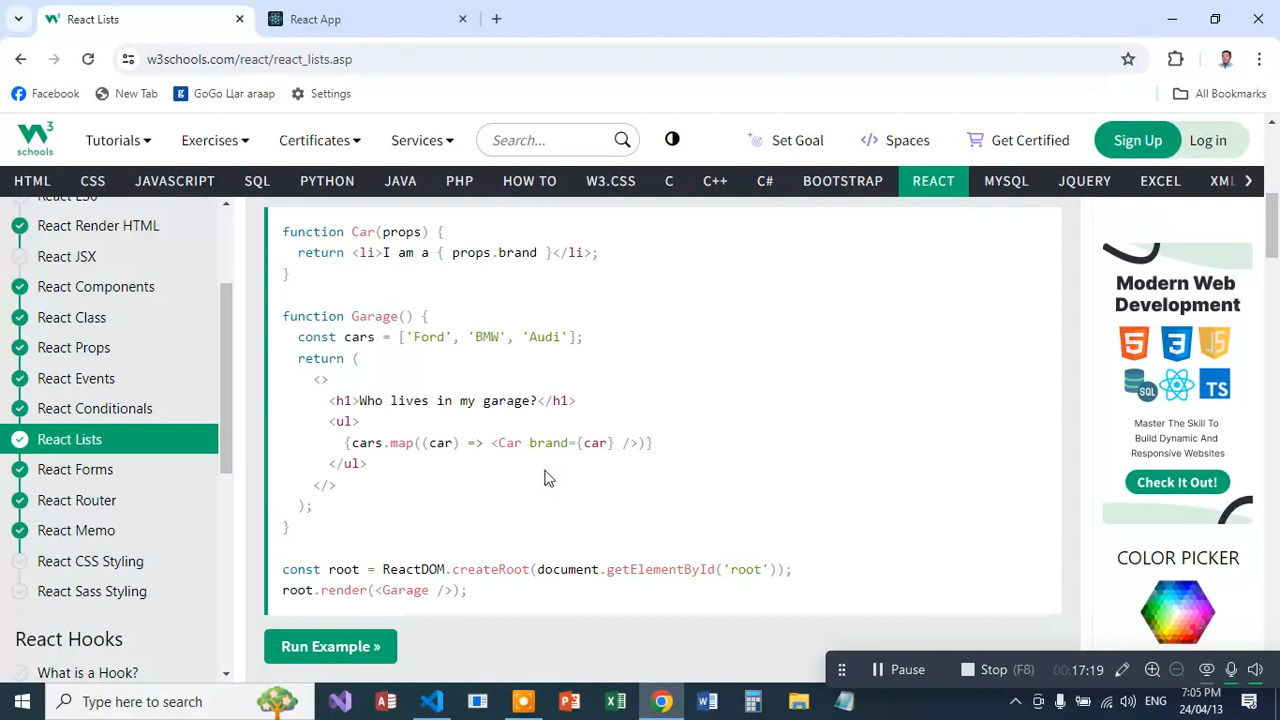 React Lists
React App
w3schools.com/react/react_lists.asp
Facebook
New Tab
GoGo Цаг агаар
Settings
All Bookmarks
W3
schools
Tutorials
Exercises
Certificates
Services
Search...
Set Goal
Spaces
Get Certified
Sign Up
Log in
HTML CSS JAVASCRIPT SQL PYTHON JAVA PHP HOW TO W3.CSS C C++ C# BOOTSTRAP REACT MYSQL JQUERY EXCEL XML
React ES6
React Render HTML
React JSX
React Components
React Class
React Props
React Events
React Conditionals
React Lists
React Forms
React Router
React Memo
React CSS Styling
React Sass Styling
React Hooks
What is a Hook?
function Car(props) {
return <li>I am a { props.brand }</li>;
}
function Garage() {
const cars = ['Ford', 'BMW', 'Audi'];
return (
<>
<h1>Who lives in my garage?</h1>
<ul>
{cars.map((car) => <Car brand={car} />)}
</ul>
</>
);
}
const root = ReactDOM.createRoot(document.getElementById('root'));
root.render(<Garage />);
Run Example »
Modern Web
Development
5
3
JS
SQL
TS
Master The Skill To
Build Dynamic And
Responsive Websites
Check It Out!
COLOR PICKER
Pause
Stop (F8)
00:17:19
Type here to search
ENG
7:05 PM
24/04/13